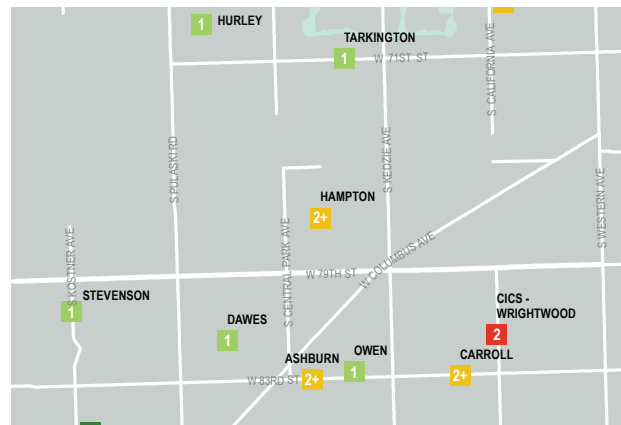 1 HURLEY
TARKINGTON
1
W 71ST ST
S CALIFORNIA AVE
S PULASKI RD
S KEDZIE AVE
HAMPTON
2+
S WESTERN AVE
S KOSTNER AVE
S CENTRAL PARK AVE
W COLUMBUS AVE
W 79TH ST
STEVENSON
1
CICS -
WRIGHTWOOD
2
DAWES
1
ASHBURN
2+
OWEN
1
CARROLL
2+
W 83RD ST